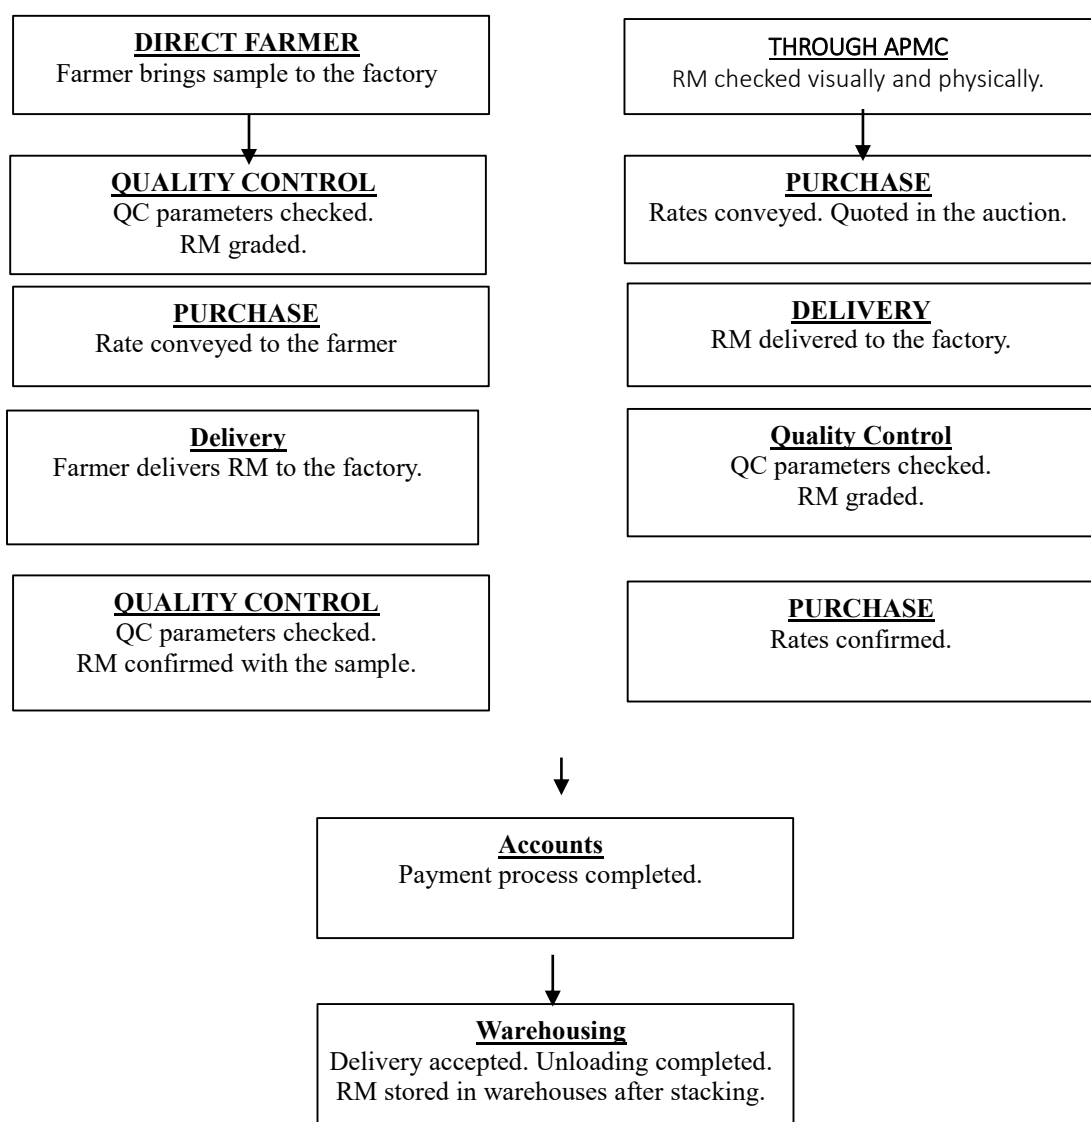 DIRECT FARMER
Farmer brings sample to the factory
QUALITY CONTROL
QC parameters checked.
RM graded.
PURCHASE
Rate conveyed to the farmer
Delivery
Farmer delivers RM to the factory.
QUALITY CONTROL
QC parameters checked.
RM confirmed with the sample.
THROUGH APMC
RM checked visually and physically.
PURCHASE
Rates conveyed. Quoted in the auction.
DELIVERY
RM delivered to the factory.
Quality Control
QC parameters checked.
RM graded.
PURCHASE
Rates confirmed.
Accounts
Payment process completed.
Warehousing
Delivery accepted. Unloading completed.
RM stored in warehouses after stacking.